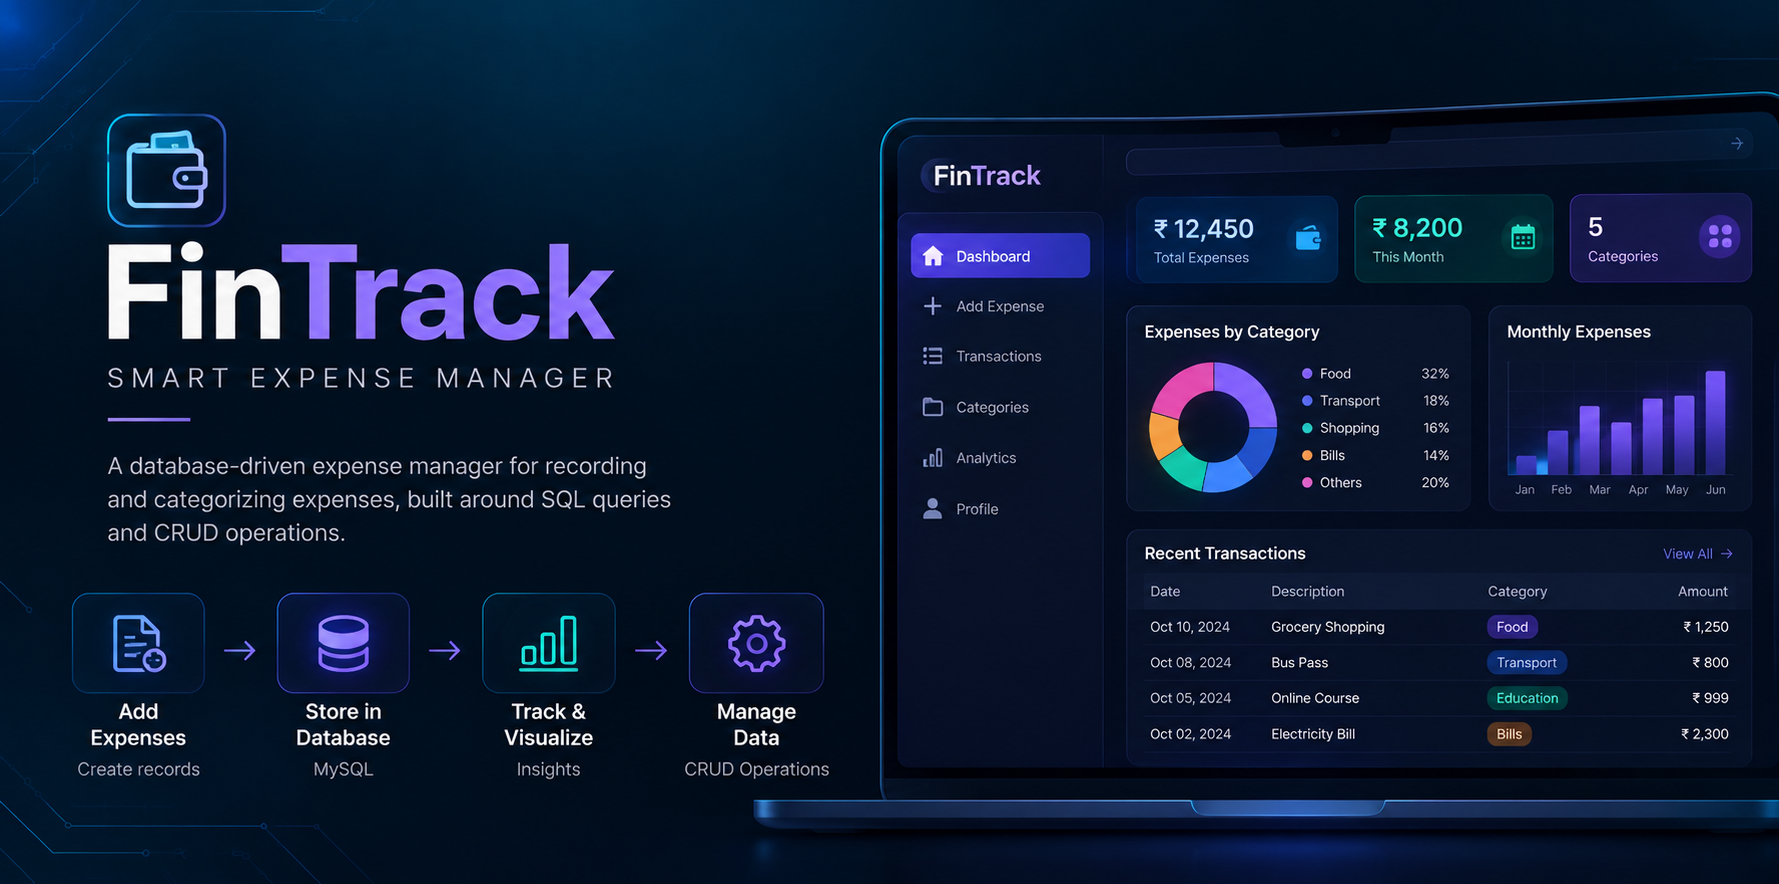 FinTrack
SMART EXPENSE MANAGER
A database-driven expense manager for recording
and categorizing expenses, built around SQL queries
and CRUD operations.
Add
Expenses
Create records
Store in
Database
MySQL
Track &
Visualize
Insights
Manage
Data
CRUD Operations
FinTrack
Dashboard
Add Expense
Transactions
Categories
Analytics
Profile
₹ 12,450
Total Expenses
₹ 8,200
This Month
5
Categories
Expenses by Category
Food 32%
Transport 18%
Shopping 16%
Bills 14%
Others 20%
Monthly Expenses
Jan Feb Mar Apr May Jun
Recent Transactions
View All →
Date Description Category Amount
Oct 10, 2024 Grocery Shopping Food ₹ 1,250
Oct 08, 2024 Bus Pass Transport ₹ 800
Oct 05, 2024 Online Course Education ₹ 999
Oct 02, 2024 Electricity Bill Bills ₹ 2,300